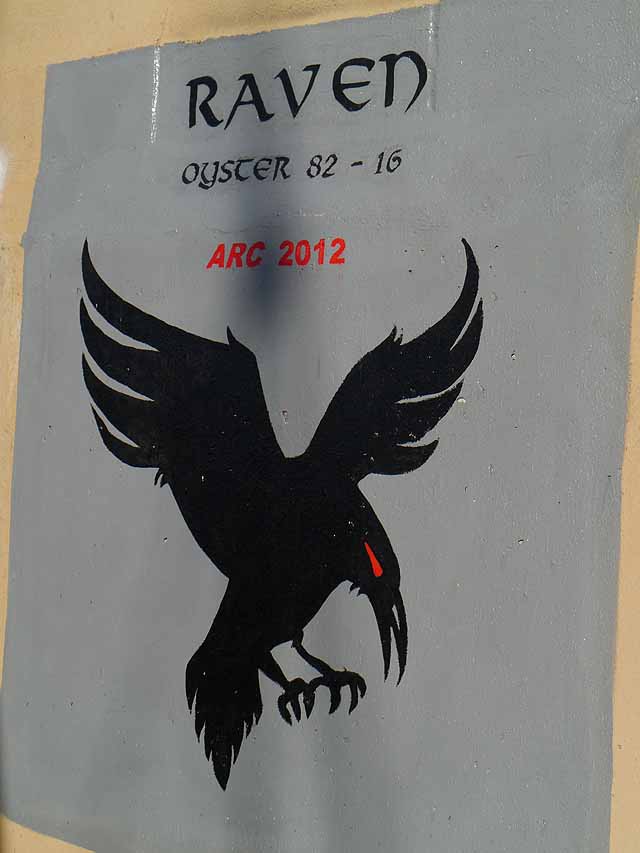 RAVEN
OYSTER 82 - 16
ARC 2012